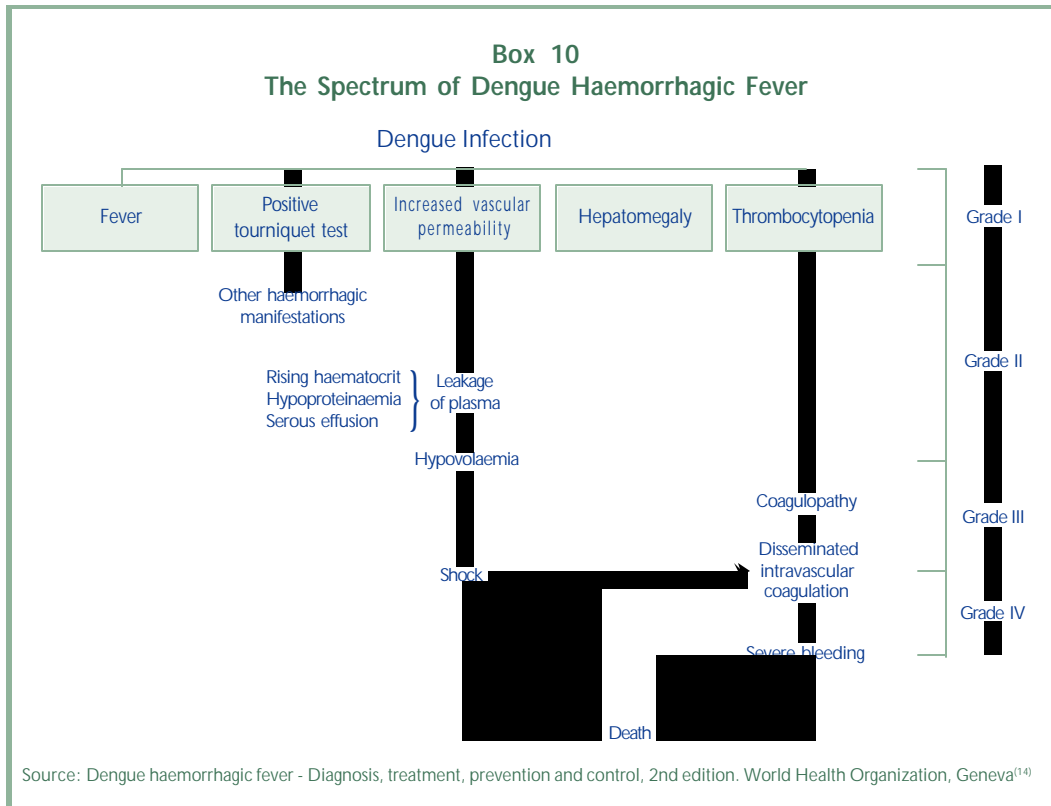 Box 10
The Spectrum of Dengue Haemorrhagic Fever
Dengue Infection
Fever
Positive
tourniquet test
Increased vascular
permeability
Hepatomegaly
Thrombocytopenia
Grade I
Other haemorrhagic
manifestations
Grade II
Rising haematocrit
Hypoproteinaemia
Serous effusion
Leakage
of plasma
Hypovolaemia
Coagulopathy
Grade III
Disseminated
intravascular
coagulation
Shock
Grade IV
Severe bleeding
Death
Source: Dengue haemorrhagic fever - Diagnosis, treatment, prevention and control, 2nd edition. World Health Organization, Geneva(14)